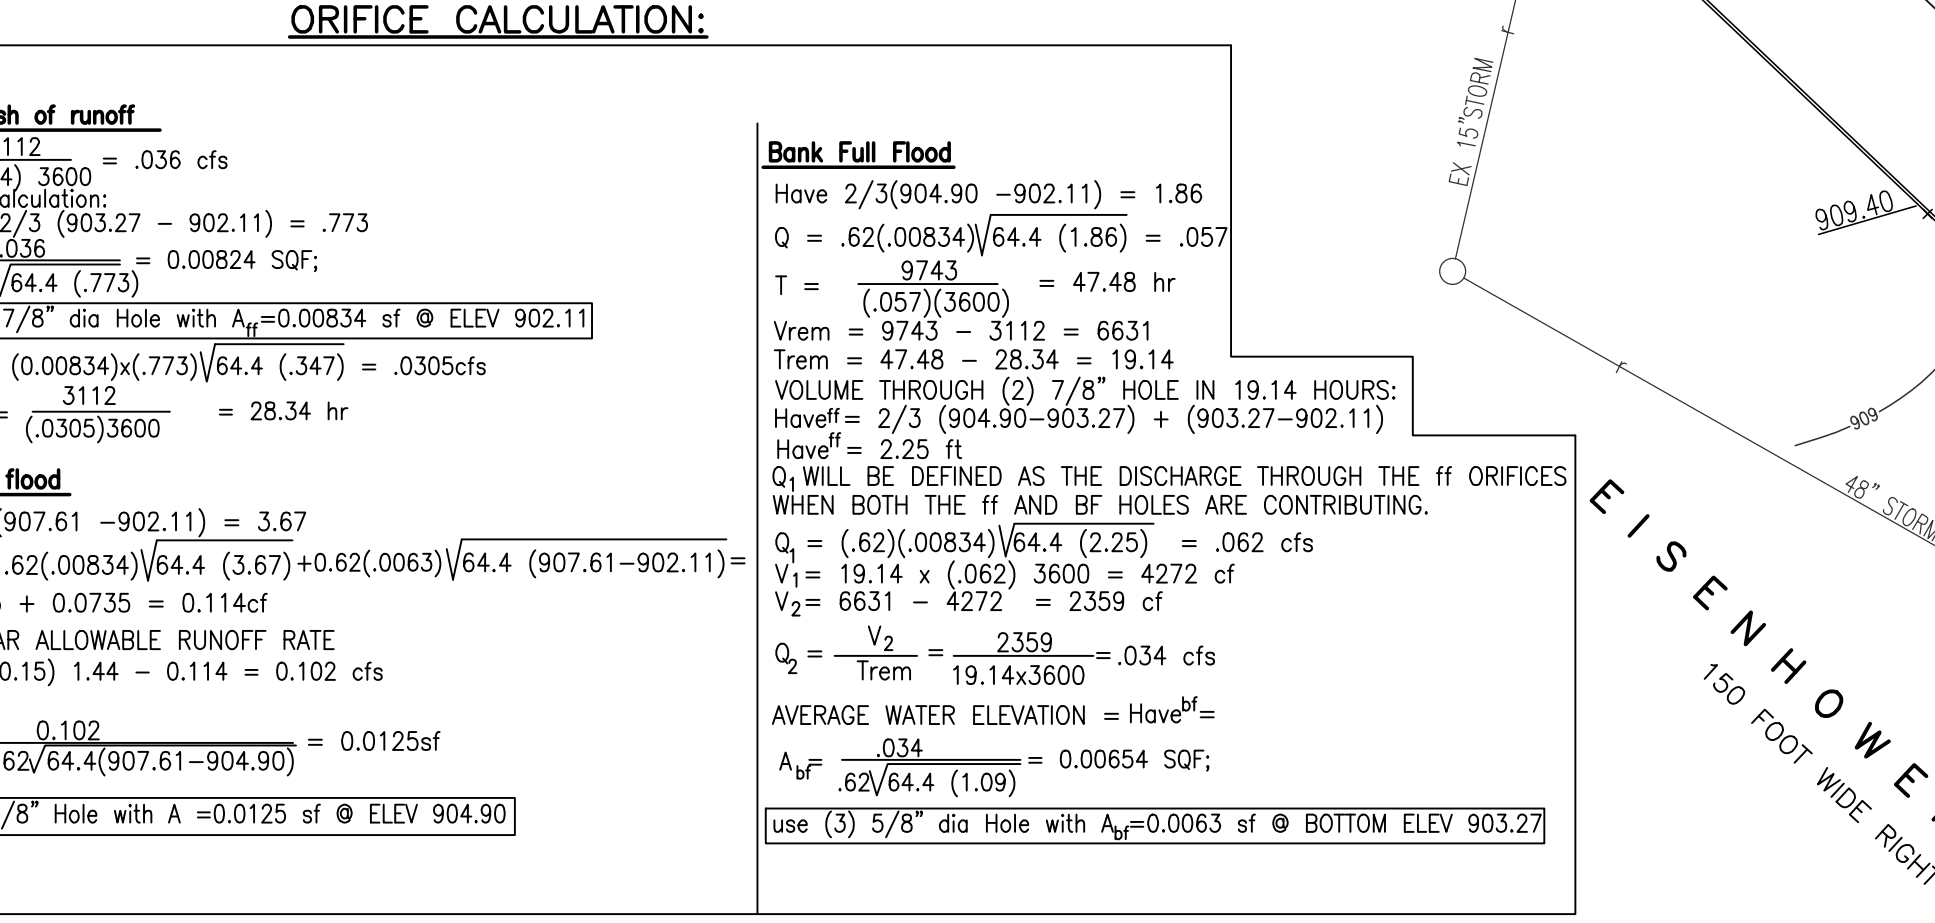 ORIFICE CALCULATION:
sh of runoff
112
4) 3600 = .036 cfs
alculation:
2/3 (903.27 - 902.11) = .773
.036
√64.4 (.773) = 0.00824 SQF;
7/8" dia Hole with Aff=0.00834 sf @ ELEV 902.11
(0.00834)x(.773)√64.4 (.347) = .0305cfs
= 3112
(.0305)3600 = 28.34 hr
flood
(907.61 -902.11) = 3.67
.62(.00834)√64.4 (3.67)+0.62(.0063)√64.4 (907.61-902.11)=
+ 0.0735 = 0.114cf
AR ALLOWABLE RUNOFF RATE
0.15) 1.44 - 0.114 = 0.102 cfs
0.102
62√64.4(907.61-904.90) = 0.0125sf
/8" Hole with A =0.0125 sf @ ELEV 904.90
Bank Full Flood
Have 2/3(904.90 -902.11) = 1.86
Q = .62(.00834)√64.4 (1.86) = .057
T = 9743
(.057)(3600) = 47.48 hr
Vrem = 9743 - 3112 = 6631
Trem = 47.48 - 28.34 = 19.14
VOLUME THROUGH (2) 7/8" HOLE IN 19.14 HOURS:
Haveff= 2/3 (904.90-903.27) + (903.27-902.11)
Haveff= 2.25 ft
Q1 WILL BE DEFINED AS THE DISCHARGE THROUGH THE ff ORIFICES
WHEN BOTH THE ff AND BF HOLES ARE CONTRIBUTING.
Q1 = (.62)(.00834)√64.4 (2.25) = .062 cfs
V1= 19.14 x (.062) 3600 = 4272 cf
V2= 6631 - 4272 = 2359 cf
Q2 = V2 = 2359
Trem 19.14x3600 =.034 cfs
AVERAGE WATER ELEVATION = Havebf=
Abf= .034
.62√64.4 (1.09) = 0.00654 SQF;
use (3) 5/8" dia Hole with Abf=0.0063 sf @ BOTTOM ELEV 903.27
EX 15"STORM
r
909.40
r
909
48" STORM
EISENHOWE
150 FOOT WIDE RIGHT